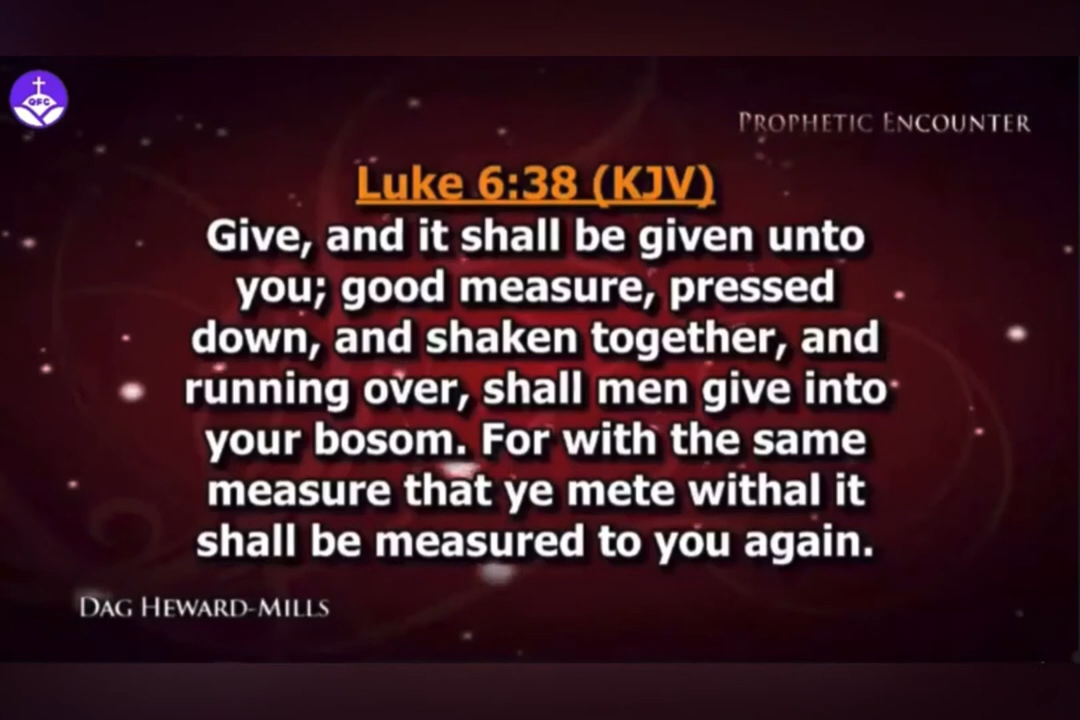 QFC
PROPHETIC ENCOUNTER
Luke 6:38 (KJV)
Give, and it shall be given unto
you; good measure, pressed
down, and shaken together, and
running over, shall men give into
your bosom. For with the same
measure that ye mete withal it
shall be measured to you again.
DAG HEWARD-MILLS